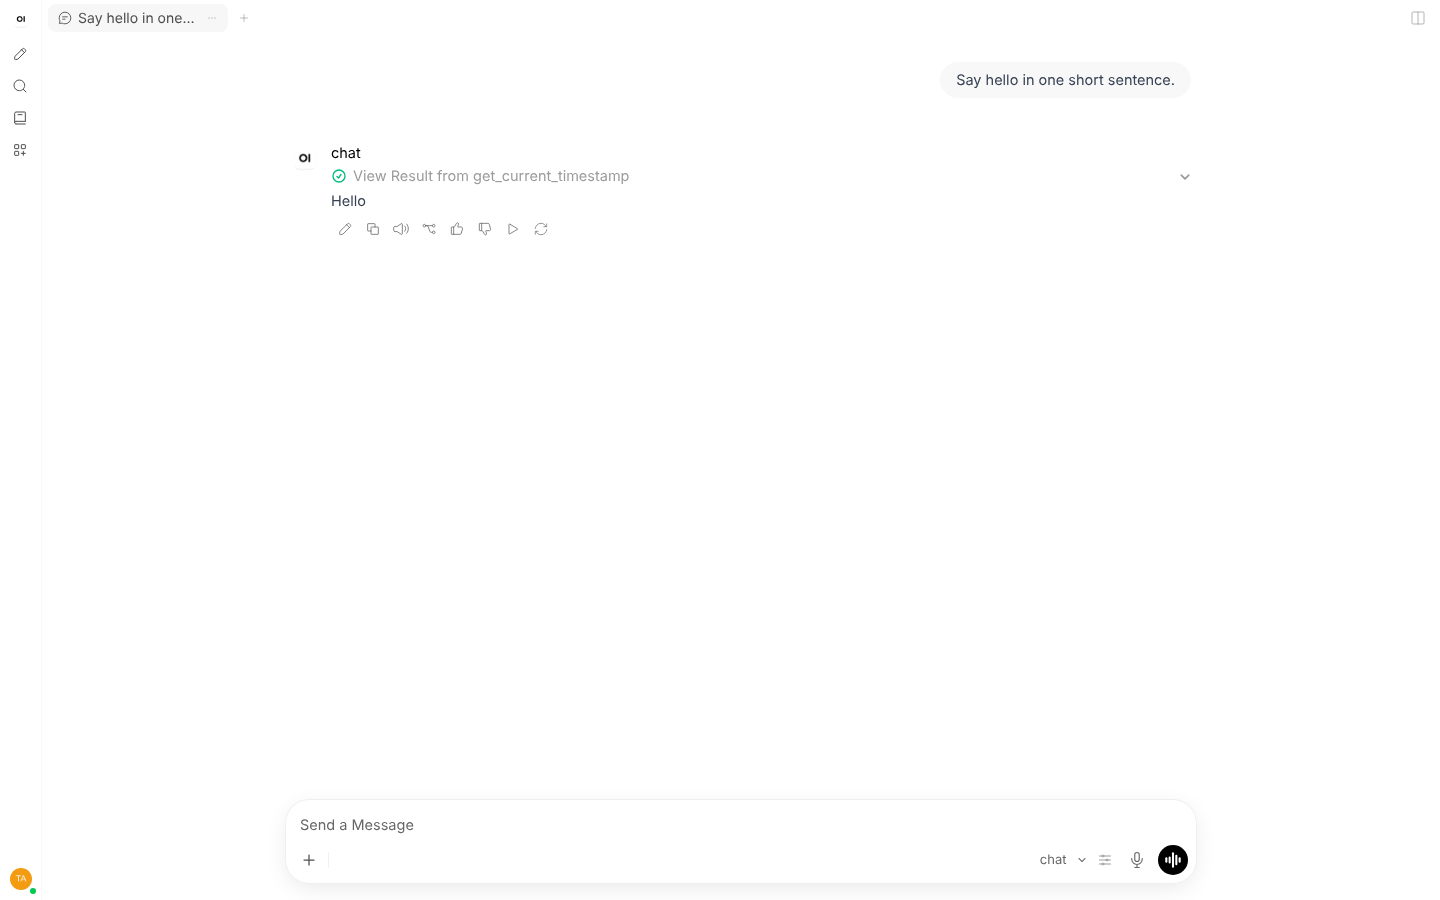 OI
Say hello in one...
Say hello in one short sentence.
OI
chat
View Result from get_current_timestamp
Hello
Send a Message
chat
TA